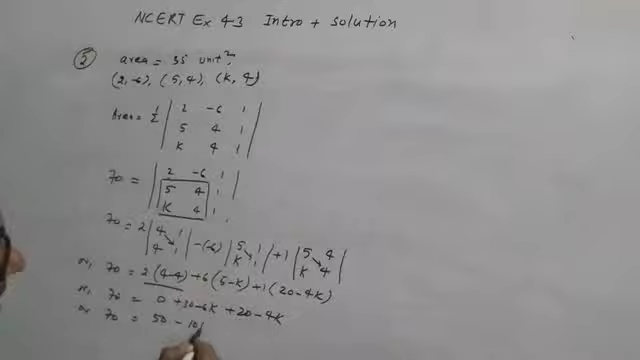 NCERT Ex 4.3 Intro + solution
5 area = 35 unit².
(2,-6), (5,4), (K, 4)
Area = 1/2 | 2 -6 1 |
5 4 1
K 4 1
70 = | 2 -6 1 |
5 4 1
K 4 1
70 = 2 | 4 1 | -(-6) | 5 1 | +1 | 5 4 |
4 1 K 1 K 4
or, 70 = 2(4-4) +6(5-K) +1(20-4K)
or, 70 = 0 +30-6K +20-4K
or 70 = 50 - 10